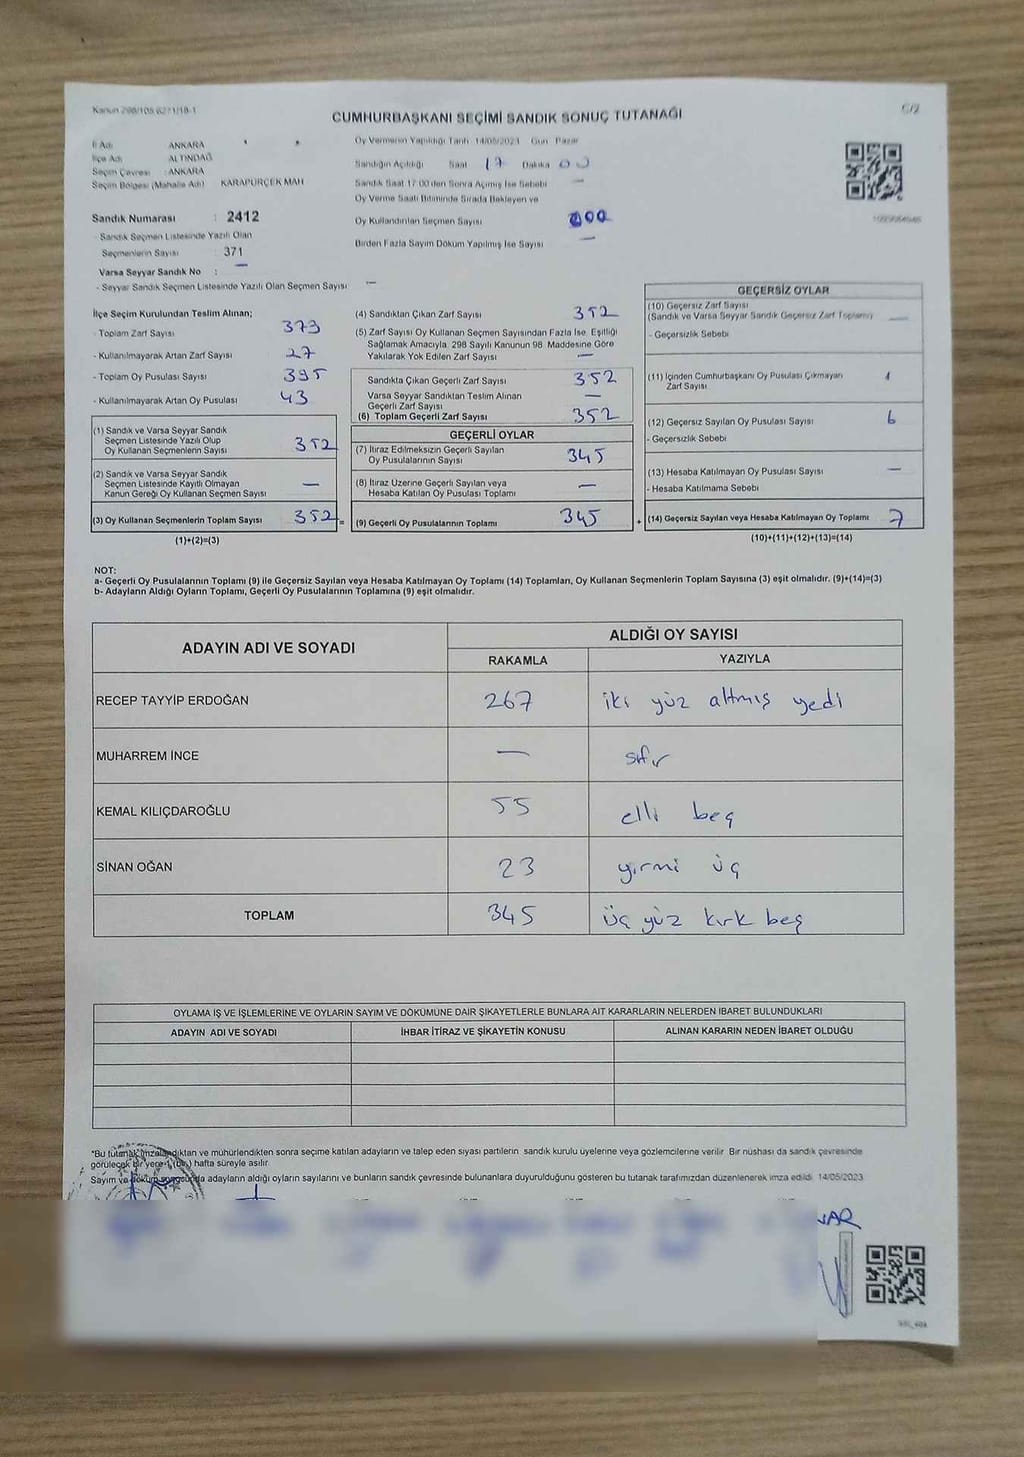 Kanun 298/105,6271/18-1
C/2
CUMHURBAŞKANI SEÇİMİ SANDIK SONUÇ TUTANAĞI
İl Adı ANKARA
İlçe Adı ALTINDAĞ
Seçim Çevresi : ANKARA
Seçim Bölgesi (Mahalle Adı) KARAPÜRÇEK MAH
Sandık Numarası : 2412
- Sandık Seçmen Listesinde Yazılı Olan
Seçmenlerin Sayısı : 371
Varsa Seyyar Sandık No : —
- Seyyar Sandık Seçmen Listesinde Yazılı Olan Seçmen Sayısı —
Oy Vermenin Yapıldığı Tarih 14/05/2023 Gün Pazar
Sandığın Açıldığı Saat 17 Dakika 00
Sandık Saat 17:00'den Sonra Açılmış İse Sebebi —
Oy Verme Saati Bitiminde Sırada Bekleyen ve
Oy Kullandırılan Seçmen Sayısı
Birden Fazla Sayım Döküm Yapılmış İse Sayısı —
İlçe Seçim Kurulundan Teslim Alınan;
- Toplam Zarf Sayısı 373
- Kullanılmayarak Artan Zarf Sayısı 27
- Toplam Oy Pusulası Sayısı 395
- Kullanılmayarak Artan Oy Pusulası 43
(1) Sandık ve Varsa Seyyar Sandık
Seçmen Listesinde Yazılı Olup
Oy Kullanan Seçmenlerin Sayısı 352
(2) Sandık ve Varsa Seyyar Sandık
Seçmen Listesinde Kayıtlı Olmayan
Kanun Gereği Oy Kullanan Seçmen Sayısı —
(3) Oy Kullanan Seçmenlerin Toplam Sayısı 352 =
(1)+(2)=(3)
(4) Sandıktan Çıkan Zarf Sayısı 352
(5) Zarf Sayısı Oy Kullanan Seçmen Sayısından Fazla İse, Eşitliği
Sağlamak Amacıyla, 298 Sayılı Kanunun 98. Maddesine Göre
Yakılarak Yok Edilen Zarf Sayısı —
Sandıkta Çıkan Geçerli Zarf Sayısı 352
Varsa Seyyar Sandıktan Teslim Alınan
Geçerli Zarf Sayısı —
(6) Toplam Geçerli Zarf Sayısı 352
GEÇERLİ OYLAR
(7) İtiraz Edilmeksizin Geçerli Sayılan
Oy Pusulalarının Sayısı 345
(8) İtiraz Üzerine Geçerli Sayılan veya
Hesaba Katılan Oy Pusulası Toplamı —
(9) Geçerli Oy Pusulalarının Toplamı 345 +
GEÇERSİZ OYLAR
(10) Geçersiz Zarf Sayısı
(Sandık ve Varsa Seyyar Sandık Geçersiz Zarf Toplamı) —
- Geçersizlik Sebebi
(11) İçinden Cumhurbaşkanı Oy Pusulası Çıkmayan 1
Zarf Sayısı
(12) Geçersiz Sayılan Oy Pusulası Sayısı 6
- Geçersizlik Sebebi
(13) Hesaba Katılmayan Oy Pusulası Sayısı —
- Hesaba Katılmama Sebebi
(14) Geçersiz Sayılan veya Hesaba Katılmayan Oy Toplamı 7
(10)+(11)+(12)+(13)=(14)
NOT:
a- Geçerli Oy Pusulalarının Toplamı (9) ile Geçersiz Sayılan veya Hesaba Katılmayan Oy Toplamı (14) Toplamları, Oy Kullanan Seçmenlerin Toplam Sayısına (3) eşit olmalıdır. (9)+(14)=(3)
b- Adayların Aldığı Oyların Toplamı, Geçerli Oy Pusulalarının Toplamına (9) eşit olmalıdır.
ADAYIN ADI VE SOYADI
ALDIĞI OY SAYISI
RAKAMLA YAZIYLA
RECEP TAYYİP ERDOĞAN 267 iki yüz altmış yedi
MUHARREM İNCE — sıfır
KEMAL KILIÇDAROĞLU 55 elli beş
SİNAN OĞAN 23 yirmi üç
TOPLAM 345 üç yüz kırk beş
OYLAMA İŞ VE İŞLEMLERİNE VE OYLARIN SAYIM VE DÖKÜMÜNE DAİR ŞİKAYETLERLE BUNLARA AİT KARARLARIN NELERDEN İBARET BULUNDUKLARI
ADAYIN ADI VE SOYADI İHBAR İTİRAZ VE ŞİKAYETİN KONUSU ALINAN KARARIN NEDEN İBARET OLDUĞU
*Bu tutanak imzalandıktan ve mühürlendikten sonra seçime katılan adayların ve talep eden siyasi partilerin sandık kurulu üyelerine veya gözlemcilerine verilir. Bir nüshası da sandık çevresinde
görülecek bir yere 1 (bir) hafta süreyle asılır.
Sayım ve döküm sonucunda adayların aldığı oyların sayılarını ve bunların sandık çevresinde bulunanlara duyurulduğunu gösteren bu tutanak tarafımızdan düzenlenerek imza edildi. 14/05/2023